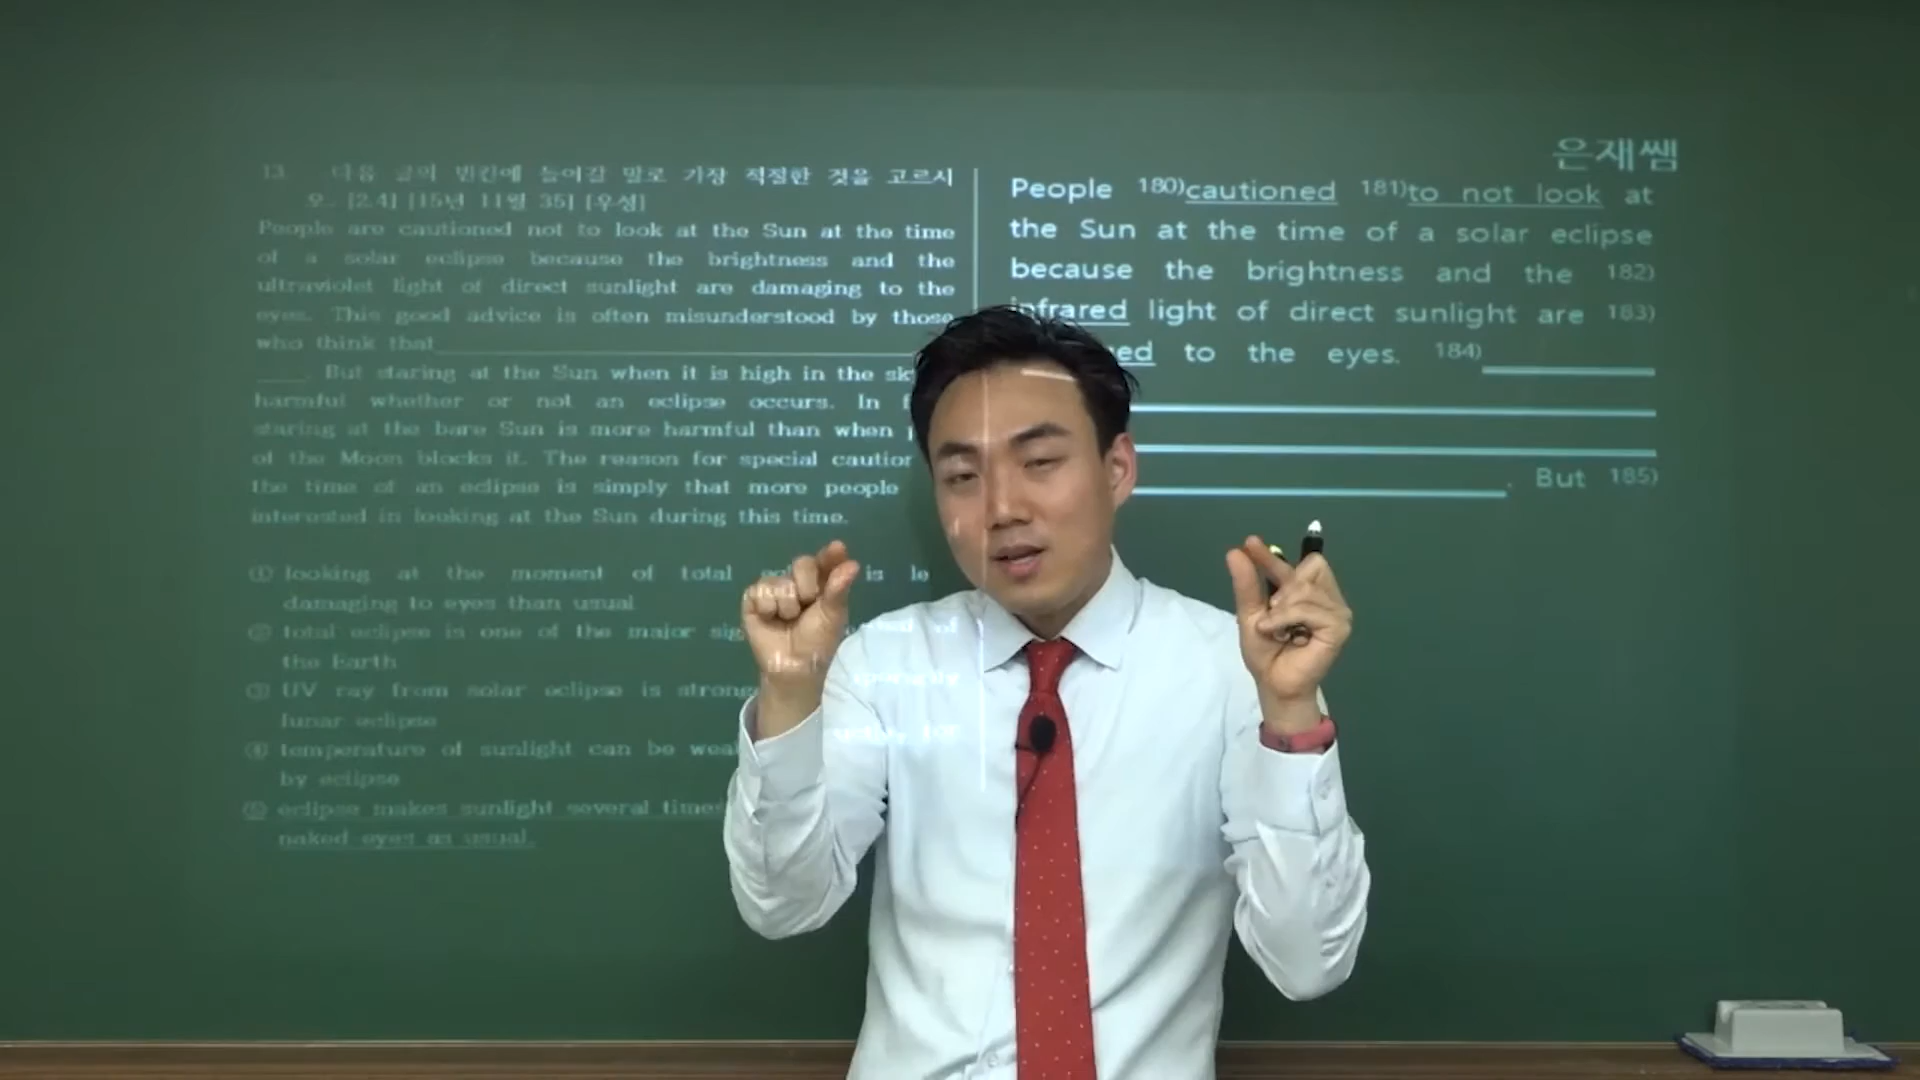 은재쌤
13. 다음 글의 빈칸에 들어갈 말로 가장 적절한 것을 고르시
오. [2.4] [15년 11월 35] [우성]
People are cautioned not to look at the Sun at the time
of a solar eclipse because the brightness and the
ultraviolet light of direct sunlight are damaging to the
eyes. This good advice is often misunderstood by those
who think that
. But staring at the Sun when it is high in the
harmful whether or not an eclipse occurs. In
staring at the bare Sun is more harmful than when
of the Moon blocks it. The reason for special
the time of an eclipse is simply that more people
interested in looking at the Sun during this time.
① looking at the moment of total is
damaging to eyes than usual
② total eclipse is one of the major of
the Earth
③ UV ray from solar eclipse is
lunar eclipse
④ temperature of sunlight can be
by eclipse
⑤ eclipse makes sunlight several
naked eyes as usual.
People 180)cautioned 181)to not look at
the Sun at the time of a solar eclipse
because the brightness and the 182)
infrared light of direct sunlight are 183)
to the eyes. 184)
. But 185)